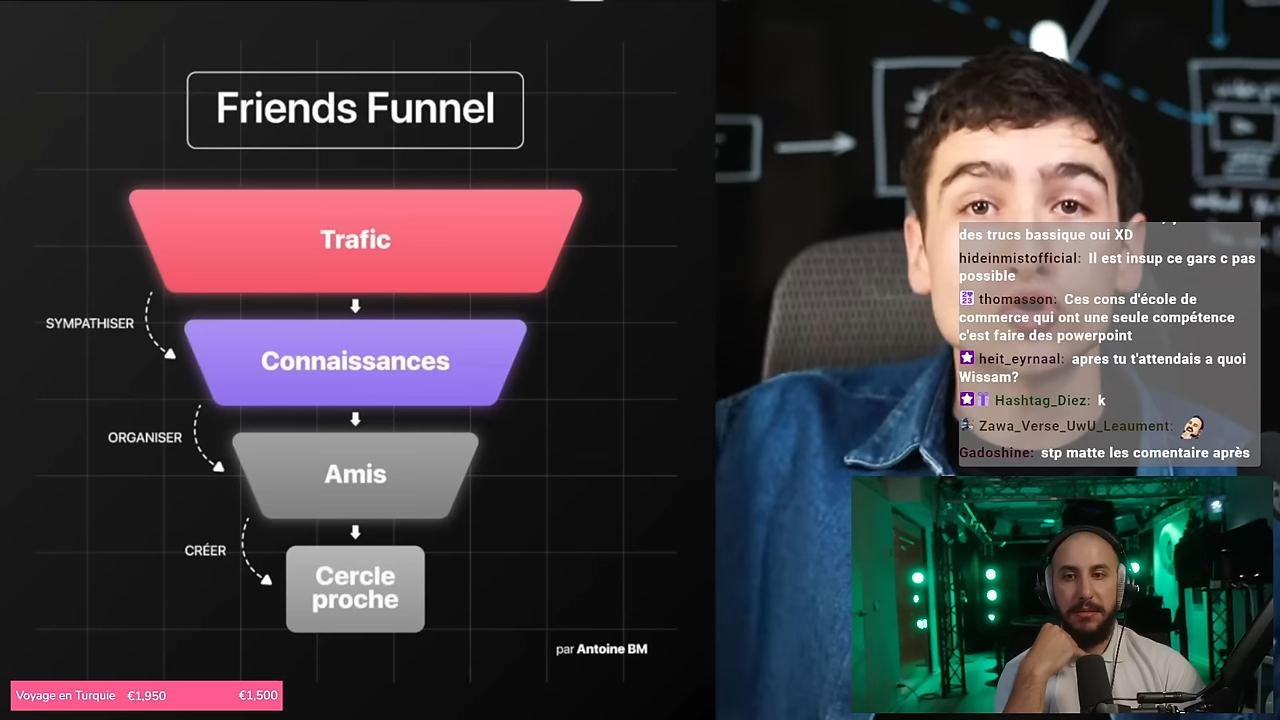 Friends Funnel
Trafic
SYMPATHISER
Connaissances
ORGANISER
Amis
CRÉER
Cercle
proche
par Antoine BM
Voyage en Turquie €1,950 €1,500
des trucs bassique oui XD
hideinmistofficial: Il est insup ce gars c pas
possible
thomasson: Ces cons d'école de
commerce qui ont une seule compétence
c'est faire des powerpoint
heit_eyrnaal: apres tu t'attendais a quoi
Wissam?
Hashtag_Diez: k
Zawa_Verse_UwU_Leaument:
Gadoshine: stp matte les comentaire après